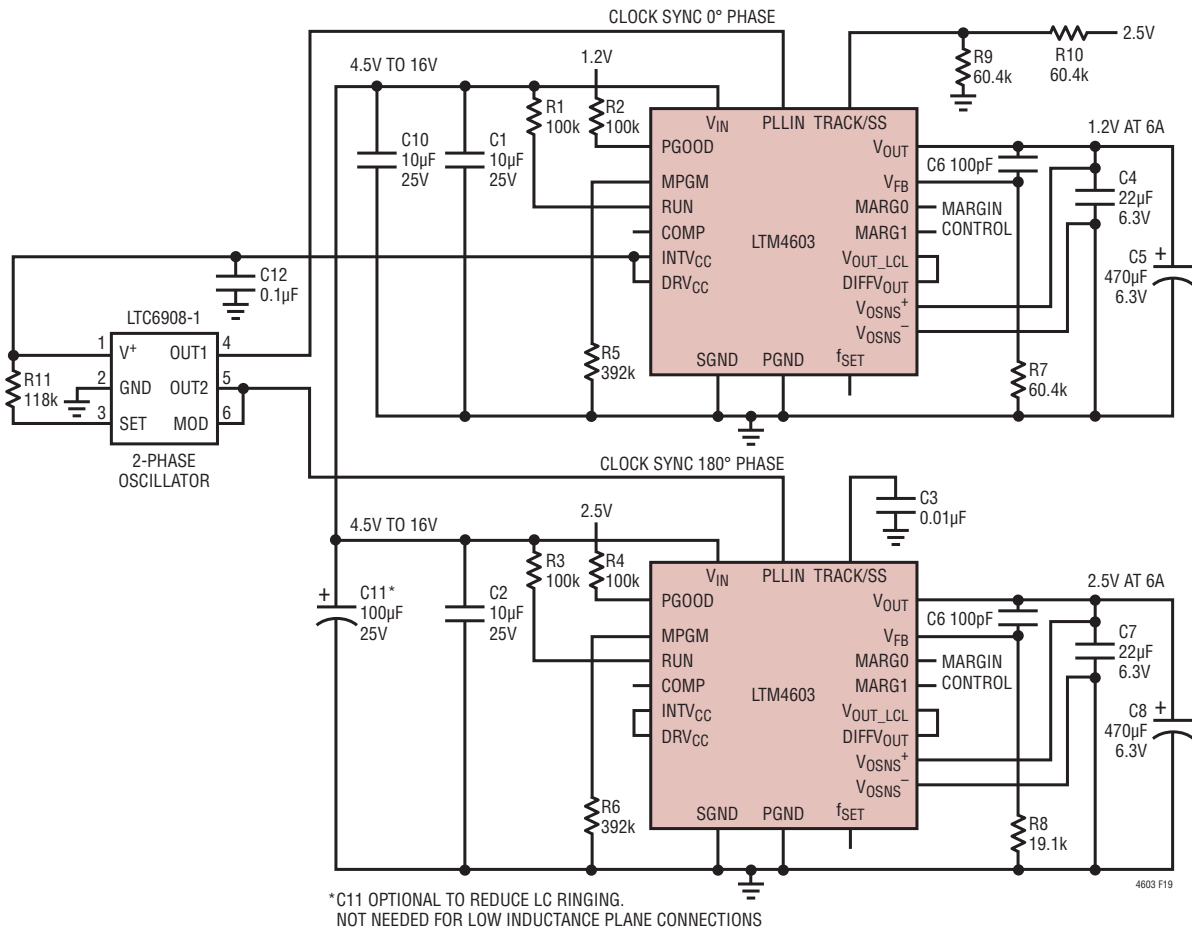 CLOCK SYNC 0° PHASE
4.5V TO 16V
1.2V
2.5V
R9
60.4k
R10
60.4k
C10
10µF
25V
C1
10µF
25V
R1
100k
R2
100k
VIN
PLLIN
TRACK/SS
PGOOD
MPGM
RUN
COMP
INTVCC
DRVCC
LTM4603
VOUT
VFB
MARG0
MARG1
VOUT_LCL
DIFFVOUT
VOSNS+
VOSNS–
SGND
PGND
fSET
1.2V AT 6A
C6 100pF
C4
22µF
6.3V
MARGIN
CONTROL
C5
470µF
6.3V
+
R5
392k
R7
60.4k
C12
0.1µF
LTC6908-1
1
V+
OUT1
4
2
GND
OUT2
5
3
SET
MOD
6
R11
118k
2-PHASE
OSCILLATOR
CLOCK SYNC 180° PHASE
4.5V TO 16V
2.5V
C3
0.01µF
+
C11*
100µF
25V
C2
10µF
25V
R3
100k
R4
100k
VIN
PLLIN
TRACK/SS
PGOOD
MPGM
RUN
COMP
INTVCC
DRVCC
LTM4603
VOUT
VFB
MARG0
MARG1
VOUT_LCL
DIFFVOUT
VOSNS+
VOSNS–
SGND
PGND
fSET
2.5V AT 6A
C6 100pF
C7
22µF
6.3V
MARGIN
CONTROL
C8
470µF
6.3V
+
R6
392k
R8
19.1k
4603 F19
*C11 OPTIONAL TO REDUCE LC RINGING.
NOT NEEDED FOR LOW INDUCTANCE PLANE CONNECTIONS